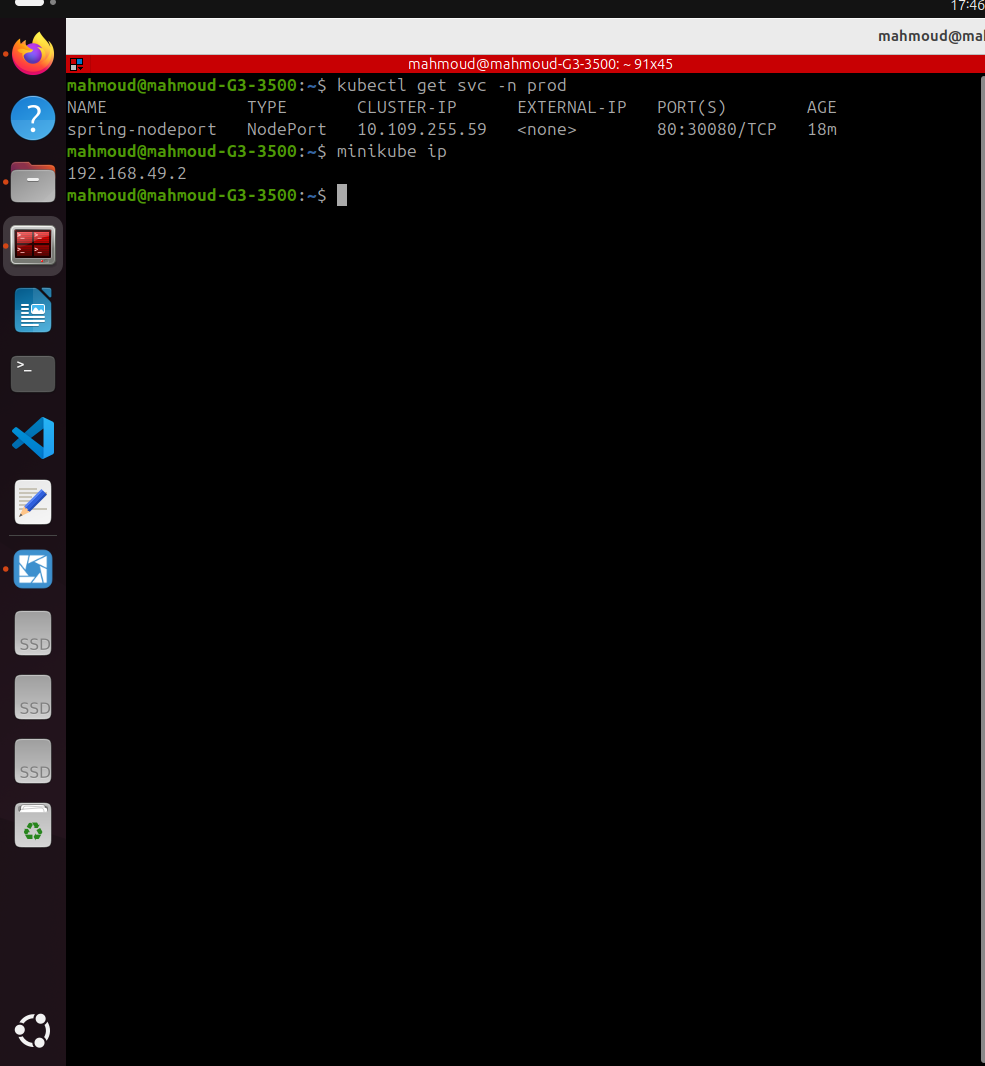 17:46
mahmoud@mah
mahmoud@mahmoud-G3-3500: ~ 91x45
mahmoud@mahmoud-G3-3500:~$ kubectl get svc -n prod
NAME TYPE CLUSTER-IP EXTERNAL-IP PORT(S) AGE
spring-nodeport NodePort 10.109.255.59 <none> 80:30080/TCP 18m
mahmoud@mahmoud-G3-3500:~$ minikube ip
192.168.49.2
mahmoud@mahmoud-G3-3500:~$
?
>_
SSD
SSD
SSD